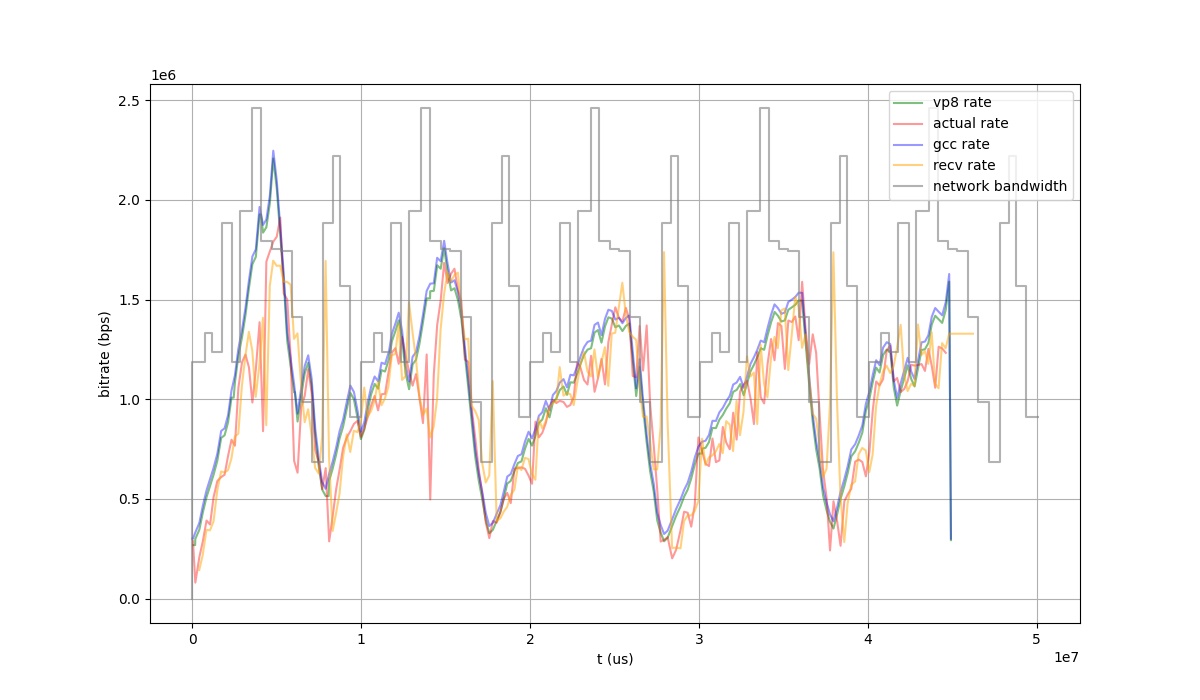 1e6
2.5
2.0
1.5
1.0
0.5
0.0
bitrate (bps)
vp8 rate
actual rate
gcc rate
recv rate
network bandwidth
0 1 2 3 4 5
t (us)
1e7